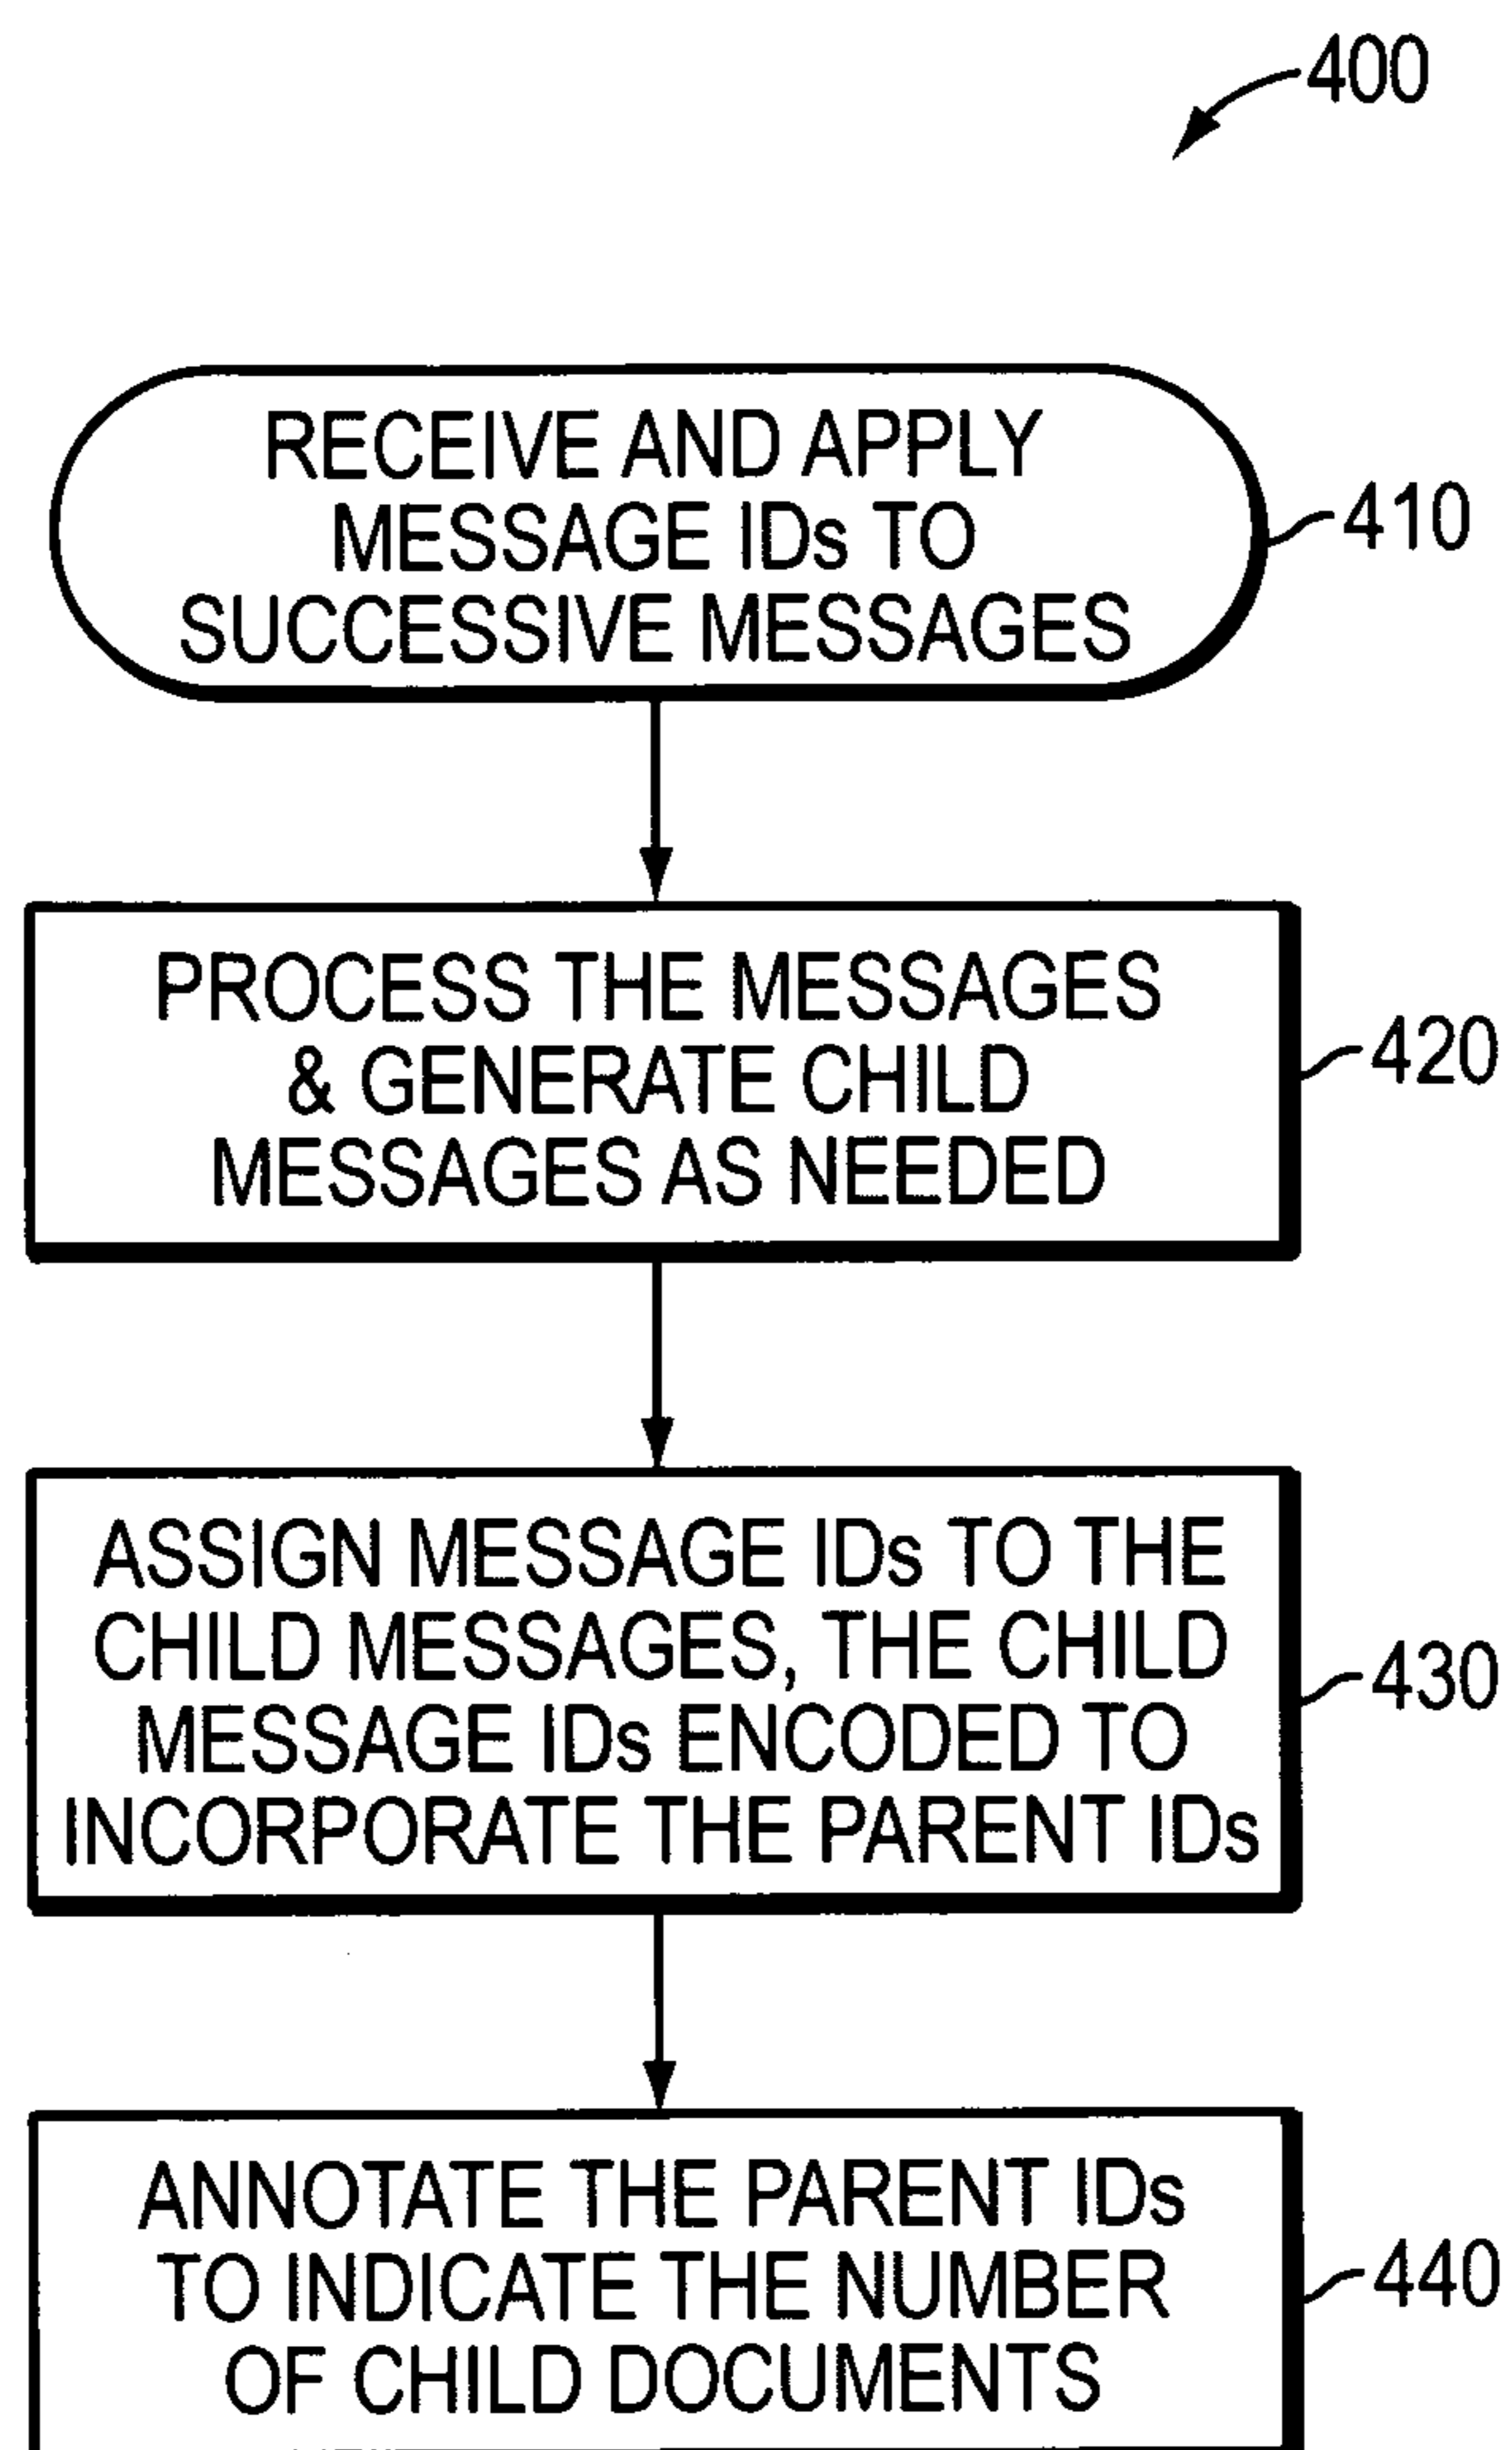 400
RECEIVE AND APPLY
MESSAGE IDs TO
SUCCESSIVE MESSAGES
410
PROCESS THE MESSAGES
& GENERATE CHILD
MESSAGES AS NEEDED
420
ASSIGN MESSAGE IDs TO THE
CHILD MESSAGES, THE CHILD
MESSAGE IDs ENCODED TO
INCORPORATE THE PARENT IDs
430
ANNOTATE THE PARENT IDs
TO INDICATE THE NUMBER
OF CHILD DOCUMENTS
440